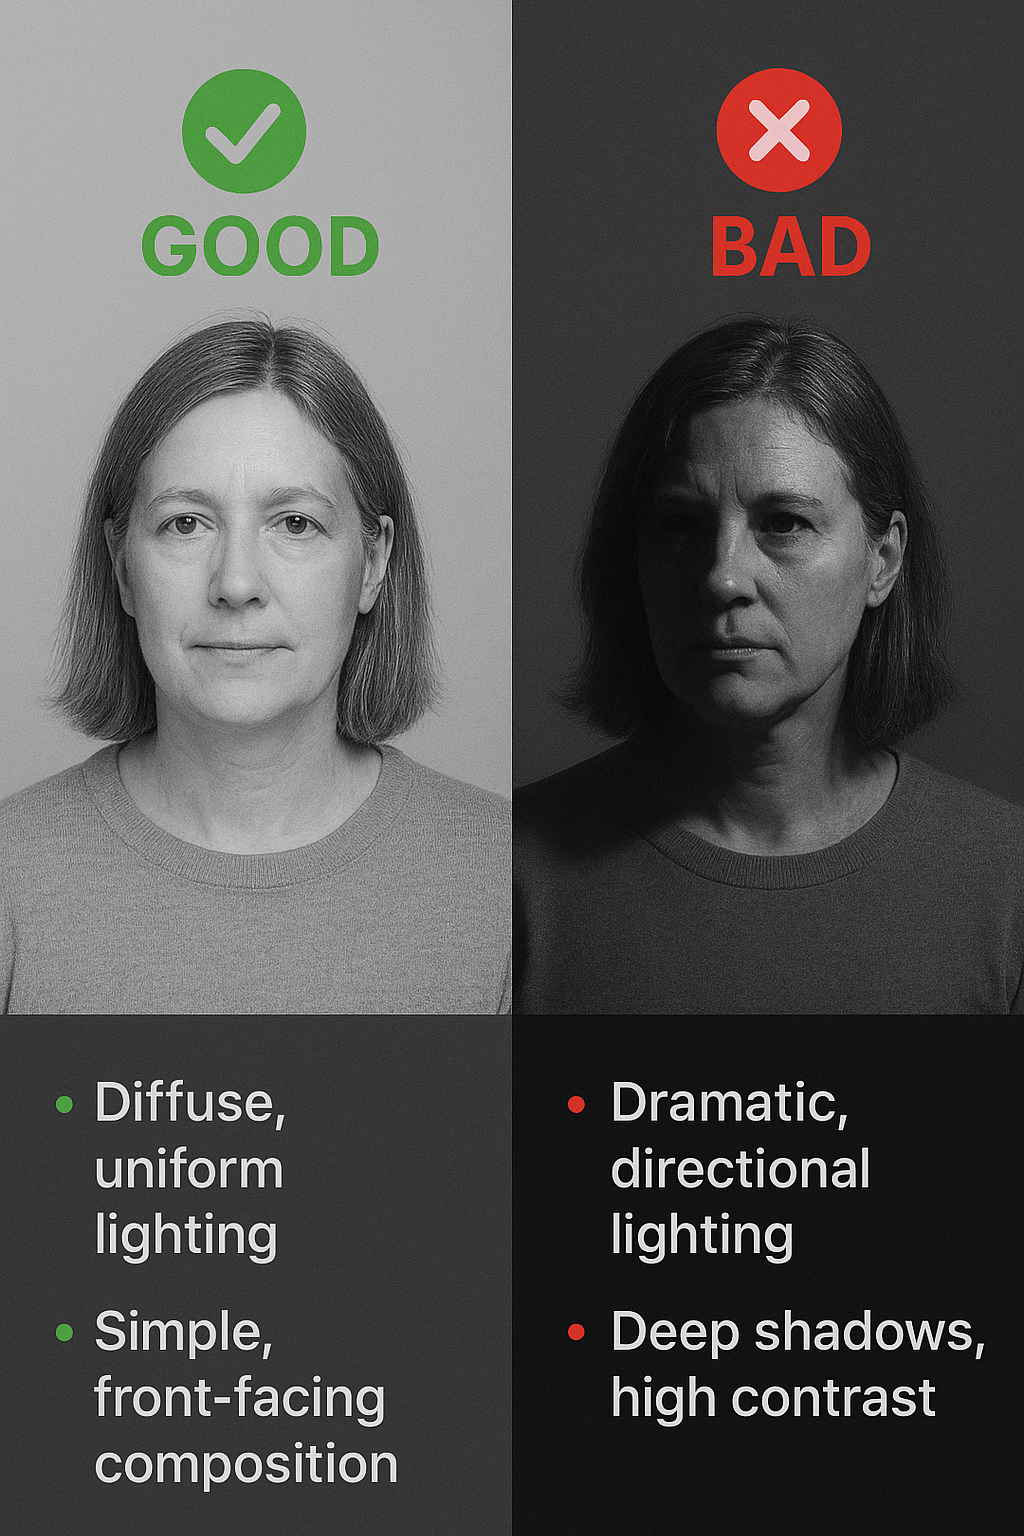 GOOD
Diffuse,
uniform
lighting
Simple,
front-facing
composition
BAD
Dramatic,
directional
lighting
Deep shadows,
high contrast